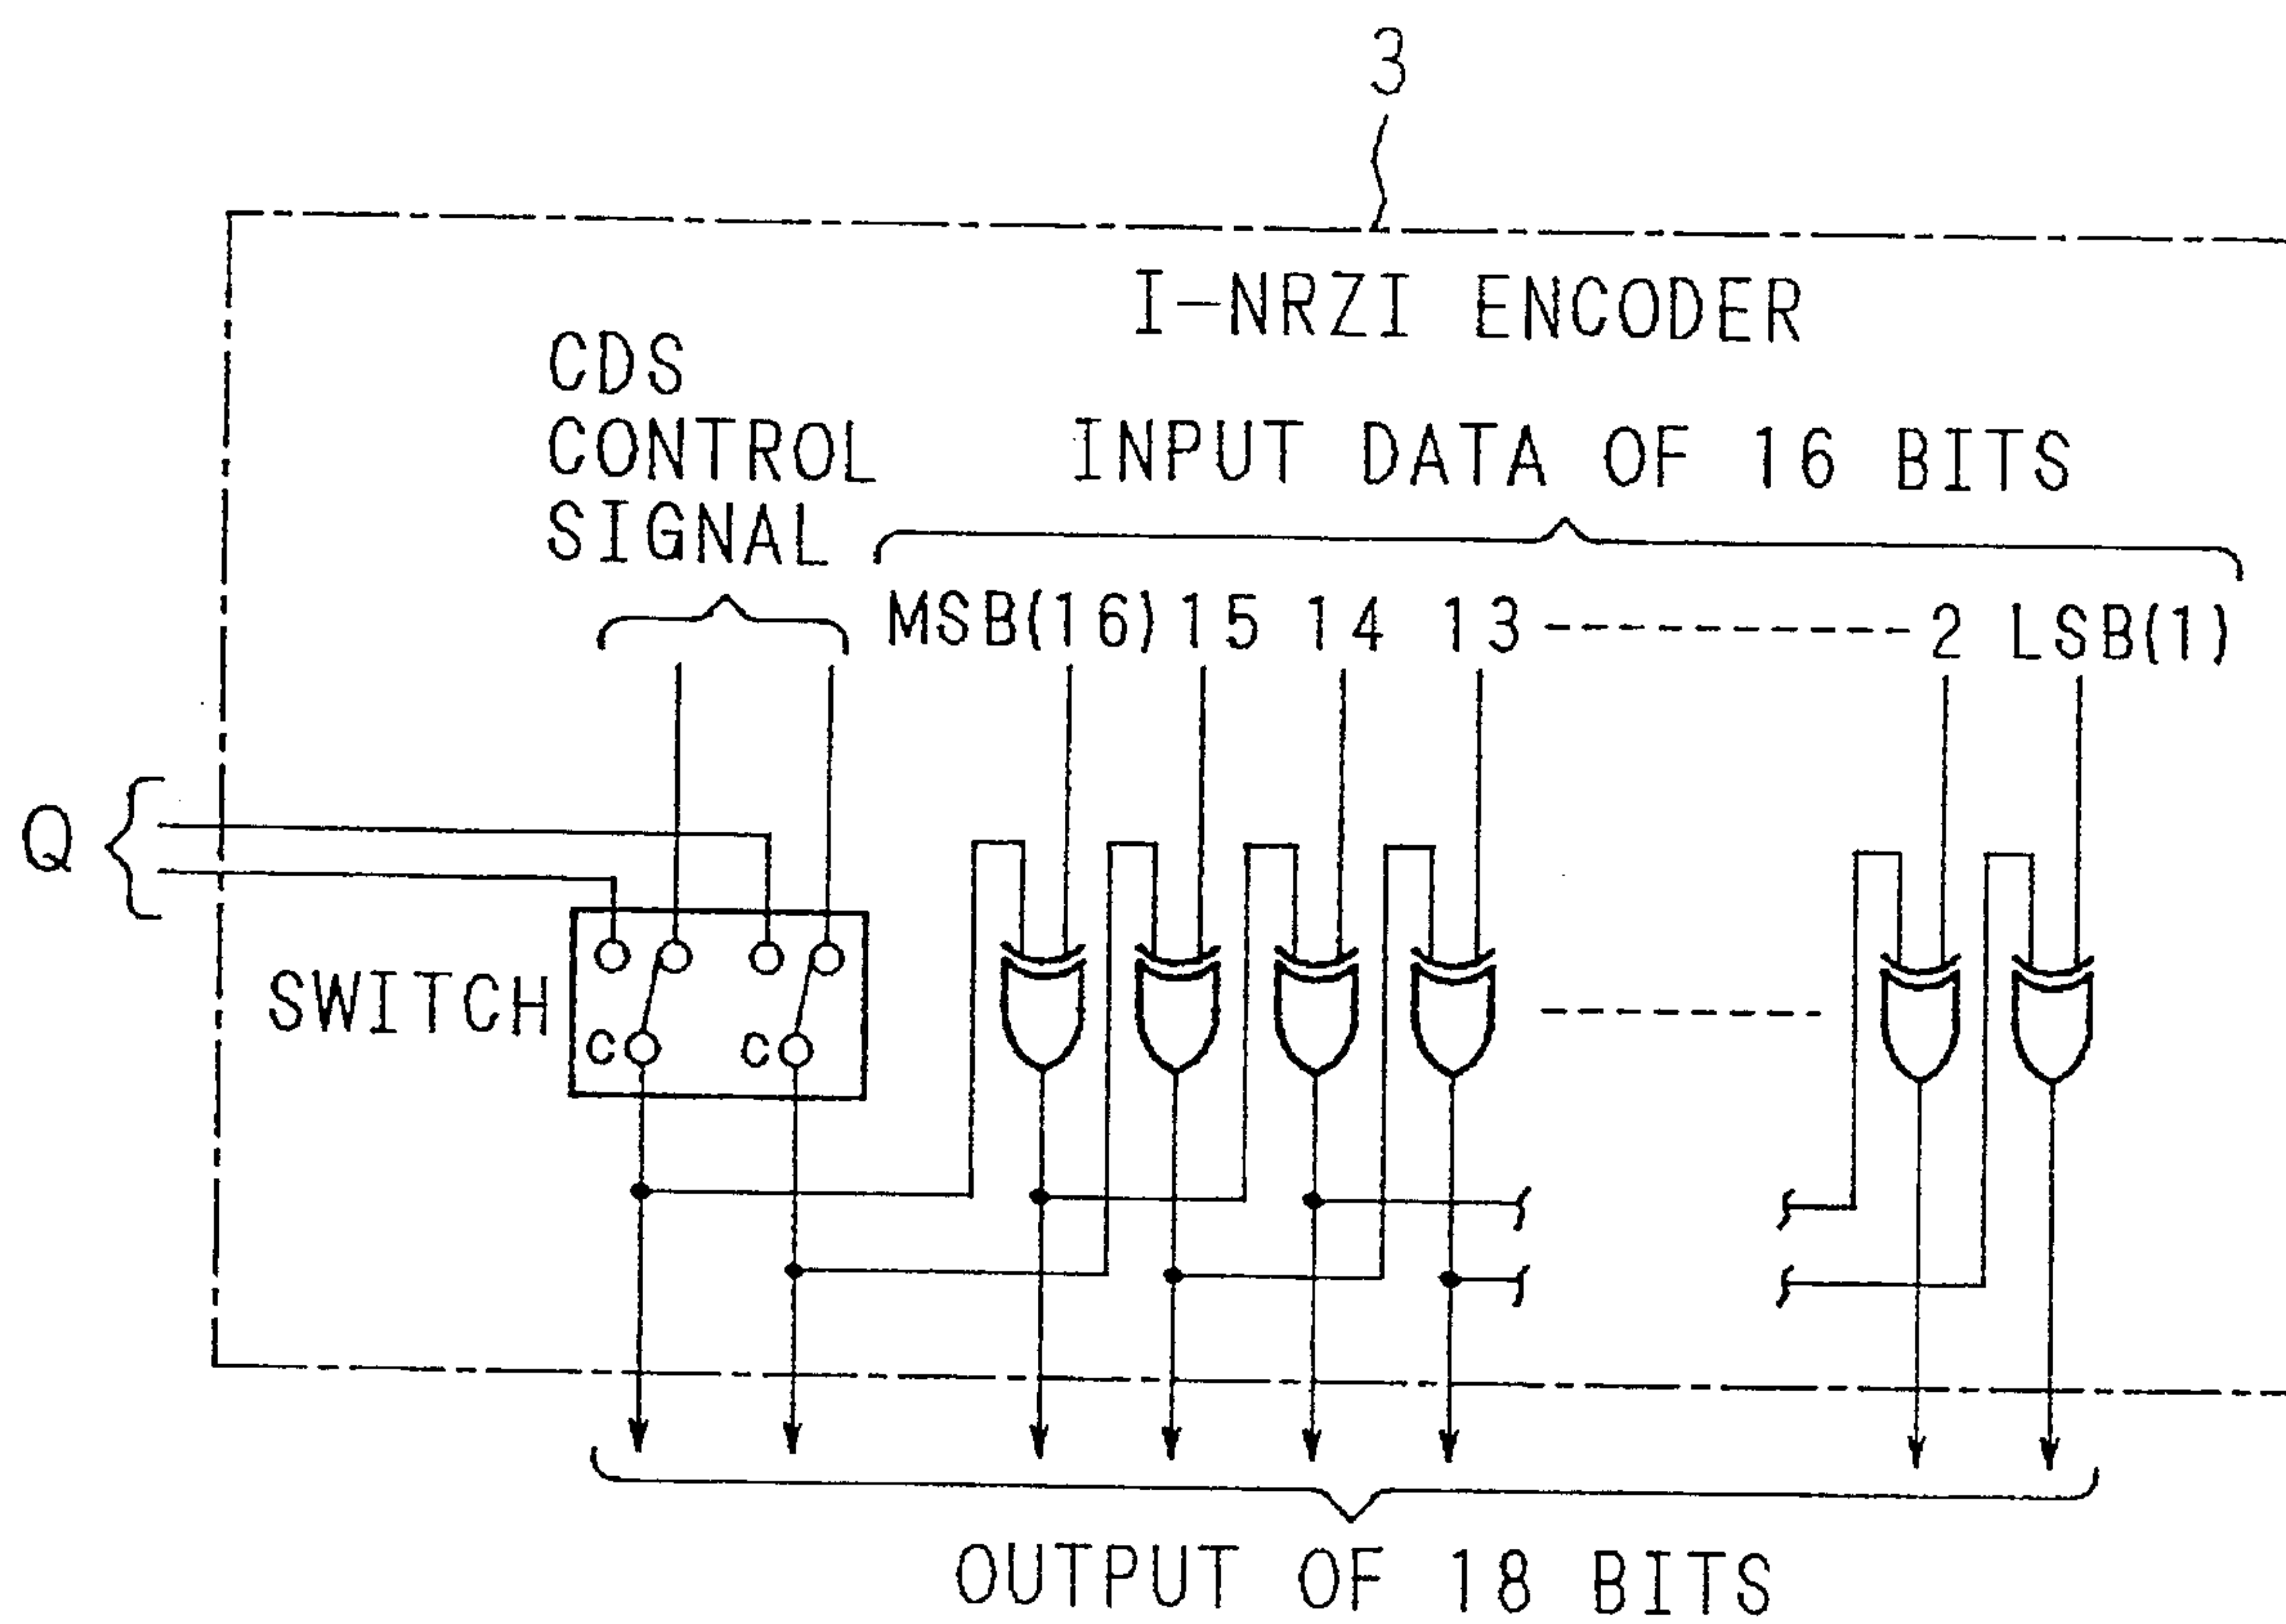 3
I-NRZI ENCODER
CDS
CONTROL
SIGNAL
INPUT DATA OF 16 BITS
MSB(16) 15 14 13 2 LSB(1)
Q
SWITCH
c c
OUTPUT OF 18 BITS